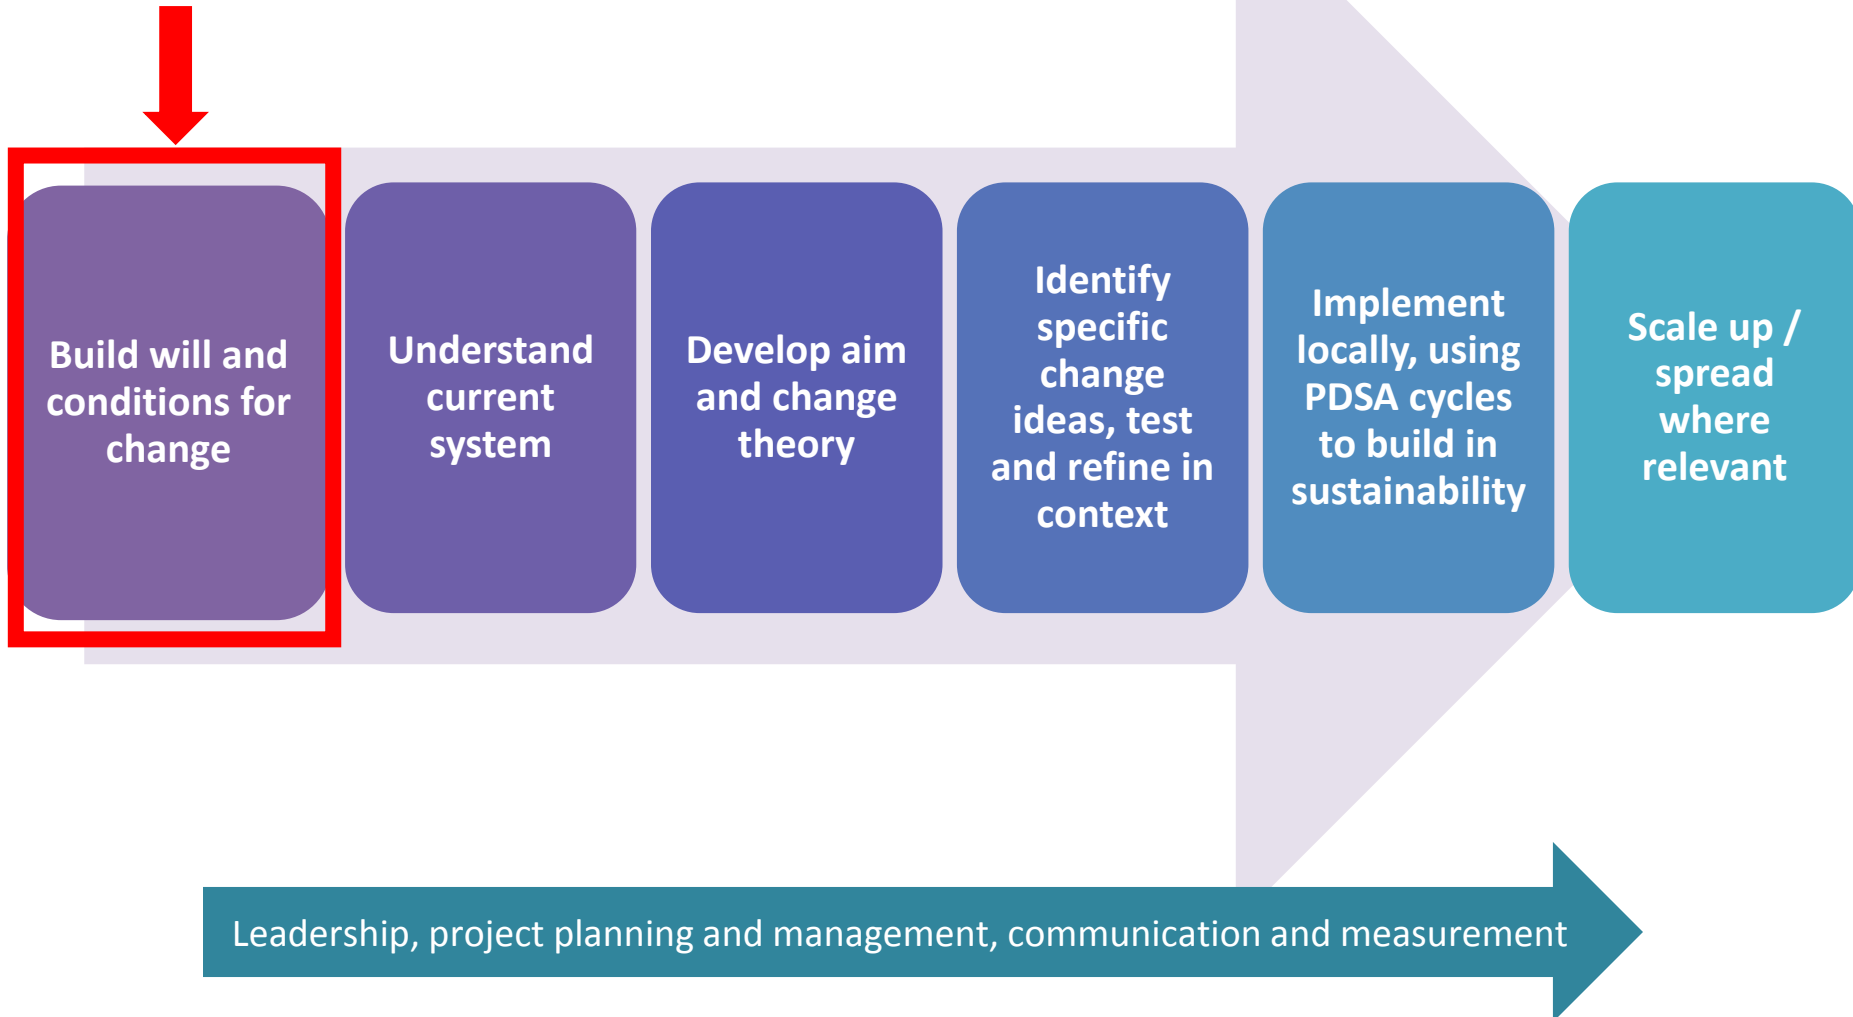 Build will and
conditions for
change
Understand
current
system
Develop aim
and change
theory
Identify
specific
change
ideas, test
and refine in
context
Implement
locally, using
PDSA cycles
to build in
sustainability
Scale up /
spread
where
relevant
Leadership, project planning and management, communication and measurement